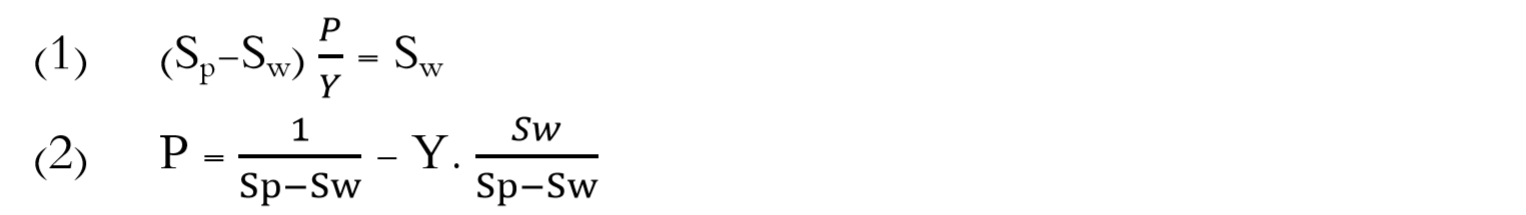 (1) (Sp–Sw) P/Y = Sw
(2) P = 1/(Sp−Sw) – Y. Sw/(Sp−Sw)